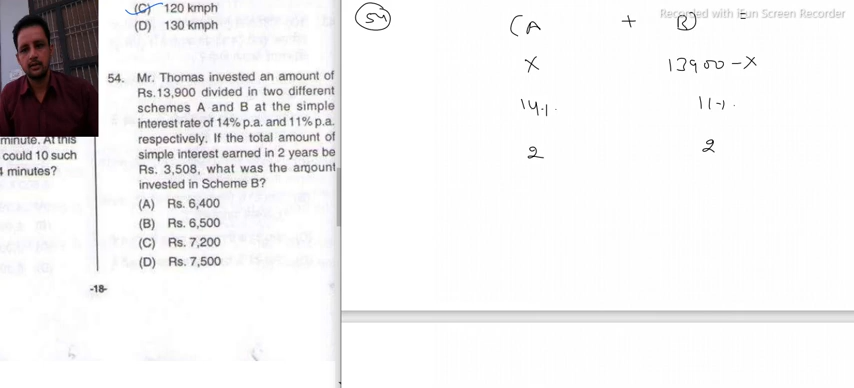 (C) 120 kmph
(D) 130 kmph
minute. At this
could 10 such
minutes?
54. Mr. Thomas invested an amount of
Rs.13,900 divided in two different
schemes A and B at the simple
interest rate of 14% p.a. and 11% p.a.
respectively. If the total amount of
simple interest earned in 2 years be
Rs. 3,508, what was the amount
invested in Scheme B?
(A) Rs. 6,400
(B) Rs. 6,500
(C) Rs. 7,200
(D) Rs. 7,500
-18-
Recorded with iFun Screen Recorder
54 (A + B)
X 13900-X
14% 11%
2 2